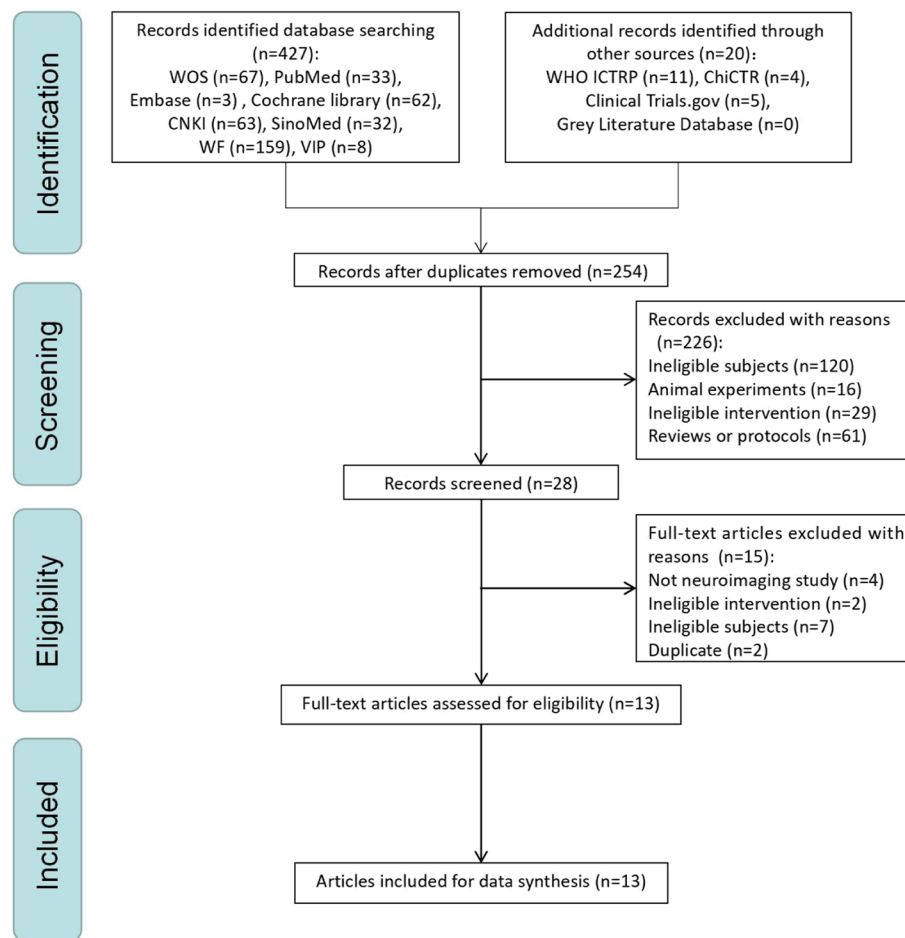 Identification
Records identified database searching
(n=427):
WOS (n=67), PubMed (n=33),
Embase (n=3) , Cochrane library (n=62),
CNKI (n=63), SinoMed (n=32),
WF (n=159), VIP (n=8)
Additional records identified through
other sources (n=20):
WHO ICTRP (n=11), ChiCTR (n=4),
Clinical Trials.gov (n=5),
Grey Literature Database (n=0)
Records after duplicates removed (n=254)
Screening
Records excluded with reasons
(n=226):
Ineligible subjects (n=120)
Animal experiments (n=16)
Ineligible intervention (n=29)
Reviews or protocols (n=61)
Records screened (n=28)
Eligibility
Full-text articles excluded with
reasons (n=15):
Not neuroimaging study (n=4)
Ineligible intervention (n=2)
Ineligible subjects (n=7)
Duplicate (n=2)
Full-text articles assessed for eligibility (n=13)
Included
Articles included for data synthesis (n=13)